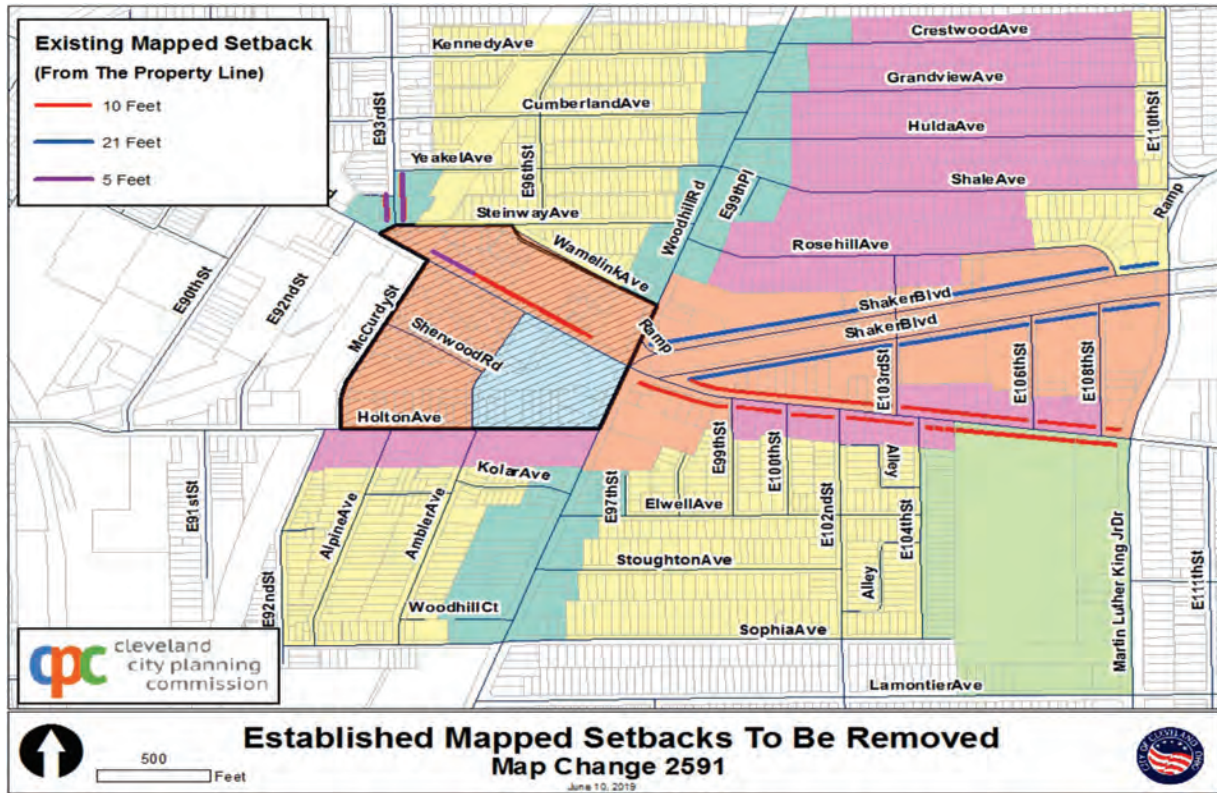 Existing Mapped Setback
(From The Property Line)
10 Feet
21 Feet
5 Feet
KennedyAve
CrestwoodAve
GrandviewAve
CumberlandAve
HuldaAve
E93rdSt
E110thSt
YeakelAve
E96thSt
ShaleAve
E99thPl
WoodhillRd
Ramp
SteinwayAve
WamelinkAve
RosehillAve
E90thSt
E92ndSt
McCurdySt
SherwoodRd
Ramp
ShakerBlvd
ShakerBlvd
E103rdSt
E106thSt
E108thSt
HoltonAve
KolarAve
E99thSt
E100thSt
E102ndSt
Alley
E104thSt
E97thSt
ElwellAve
E91stSt
AlpineAve
AmblerAve
StoughtonAve
Alley
E92ndSt
WoodhillCt
SophiaAve
Martin Luther King JrDr
E111thSt
LamontierAve
cpc cleveland
city planning
commission
500
Feet
Established Mapped Setbacks To Be Removed
Map Change 2591
June 10, 2019
CITY OF CLEVELAND OHIO